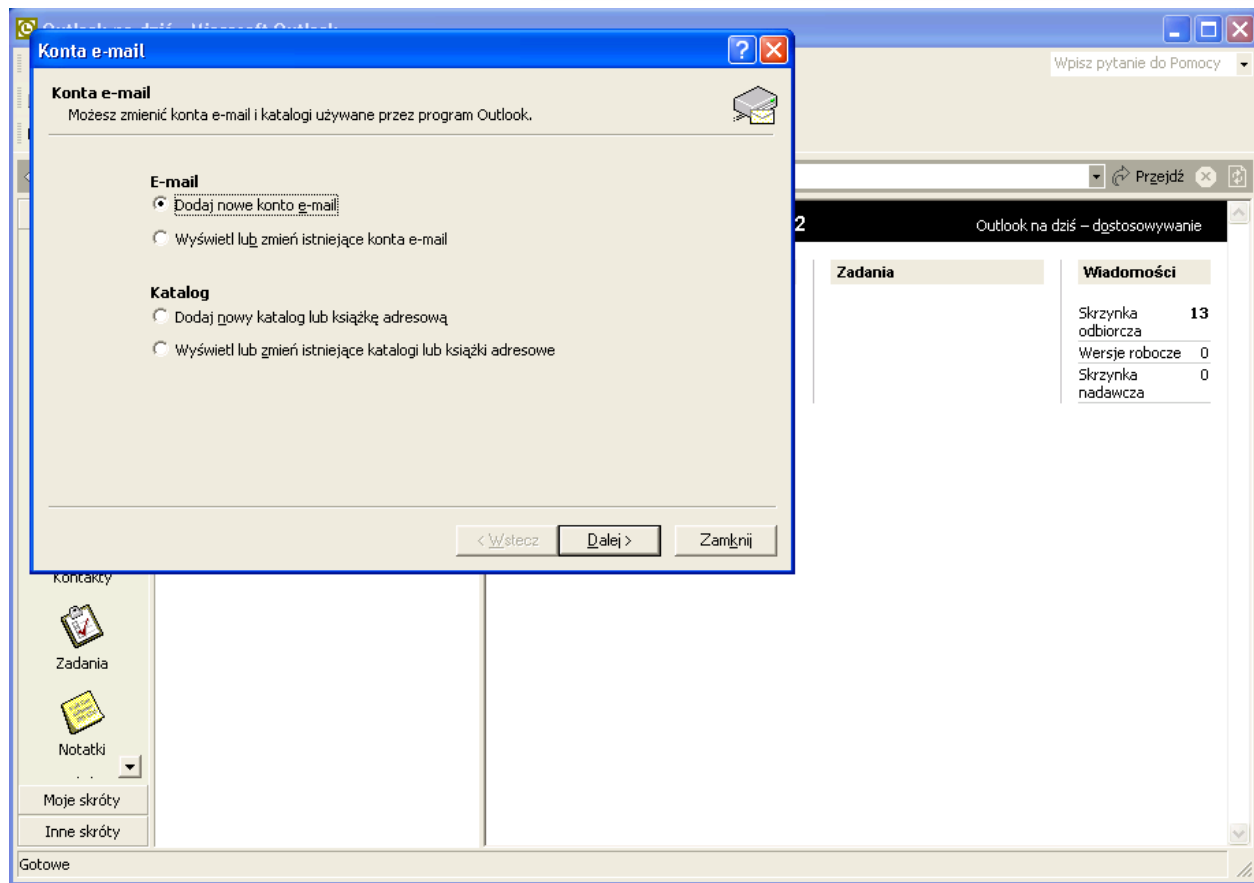 Konta e-mail
Wpisz pytanie do Pomocy
Konta e-mail
Możesz zmienić konta e-mail i katalogi używane przez program Outlook.
E-mail
Dodaj nowe konto e-mail
Wyświetl lub zmień istniejące konta e-mail
Katalog
Dodaj nowy katalog lub książkę adresową
Wyświetl lub zmień istniejące katalogi lub książki adresowe
< Wstecz
Dalej >
Zamknij
Przejdź
2
Outlook na dziś – dostosowywanie
Zadania
Wiadomości
Skrzynka 13
odbiorcza
Wersje robocze 0
Skrzynka 0
nadawcza
Kontakty
Zadania
Notatki
Moje skróty
Inne skróty
Gotowe